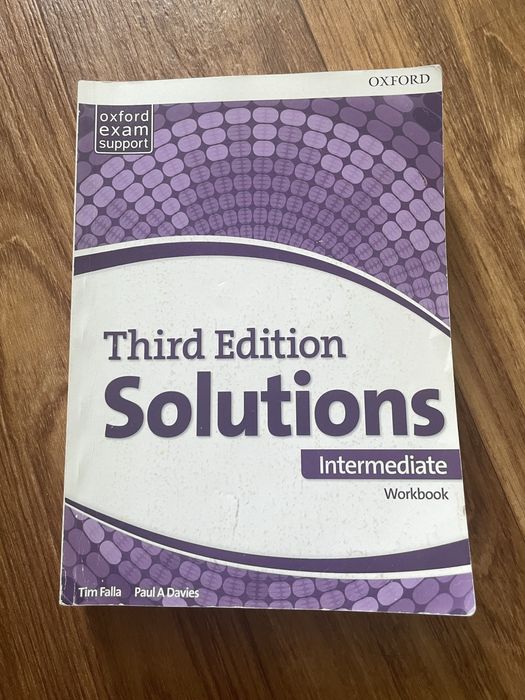 OXFORD
oxford
exam
support
Third Edition
Solutions
Intermediate
Workbook
Tim Falla Paul A Davies